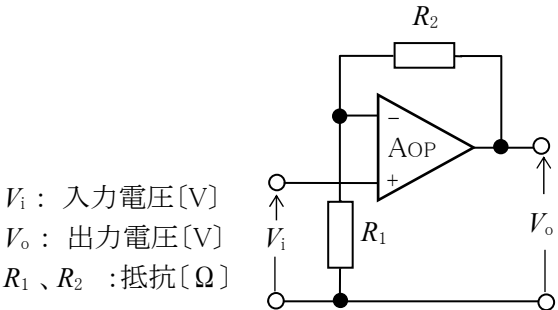 R2
−
AOP
+
Vi : 入力電圧〔V〕
Vo : 出力電圧〔V〕
R1 、R2 :抵抗〔Ω〕
Vi
R1
Vo